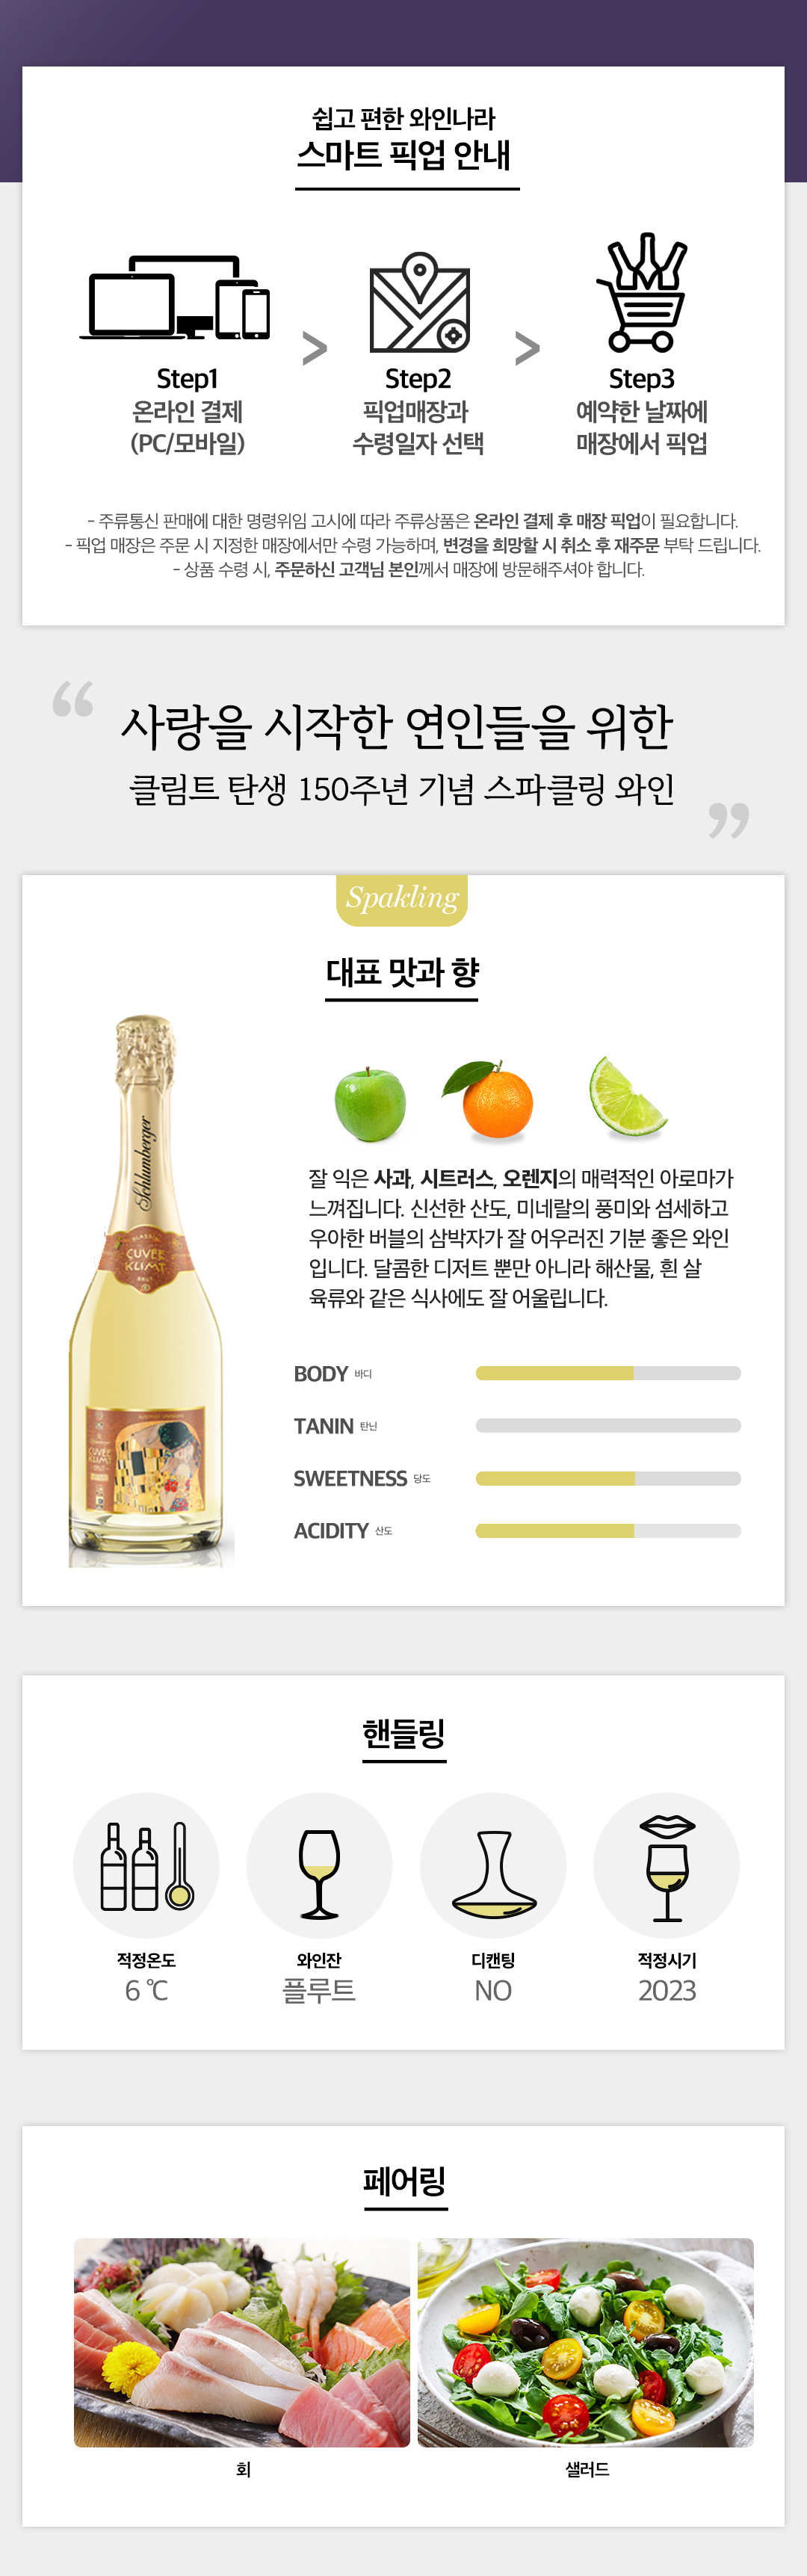 쉽고 편한 와인나라
스마트 픽업 안내
>
>
Step1
온라인 결제
(PC/모바일)
Step2
픽업매장과
수령일자 선택
Step3
예약한 날짜에
매장에서 픽업
- 주류통신 판매에 대한 명령위임 고시에 따라 주류상품은 온라인 결제 후 매장 픽업이 필요합니다.
- 픽업 매장은 주문 시 지정한 매장에서만 수령 가능하며, 변경을 희망할 시 취소 후 재주문 부탁 드립니다.
- 상품 수령 시, 주문하신 고객님 본인께서 매장에 방문해주셔야 합니다.
“
사랑을 시작한 연인들을 위한
클림트 탄생 150주년 기념 스파클링 와인
”
Spakling
대표 맛과 향
Schlumberger
KLASSIK
CUVÉE
KLIMT
BRUT
CUVÉE
KLIMT
잘 익은 사과, 시트러스, 오렌지의 매력적인 아로마가
느껴집니다. 신선한 산도, 미네랄의 풍미와 섬세하고
우아한 버블의 삼박자가 잘 어우러진 기분 좋은 와인
입니다. 달콤한 디저트 뿐만 아니라 해산물, 흰 살
육류와 같은 식사에도 잘 어울립니다.
BODY 바디
TANIN 탄닌
SWEETNESS 당도
ACIDITY 산도
핸들링
적정온도
6 ℃
와인잔
플루트
디캔팅
NO
적정시기
2023
페어링
회
샐러드